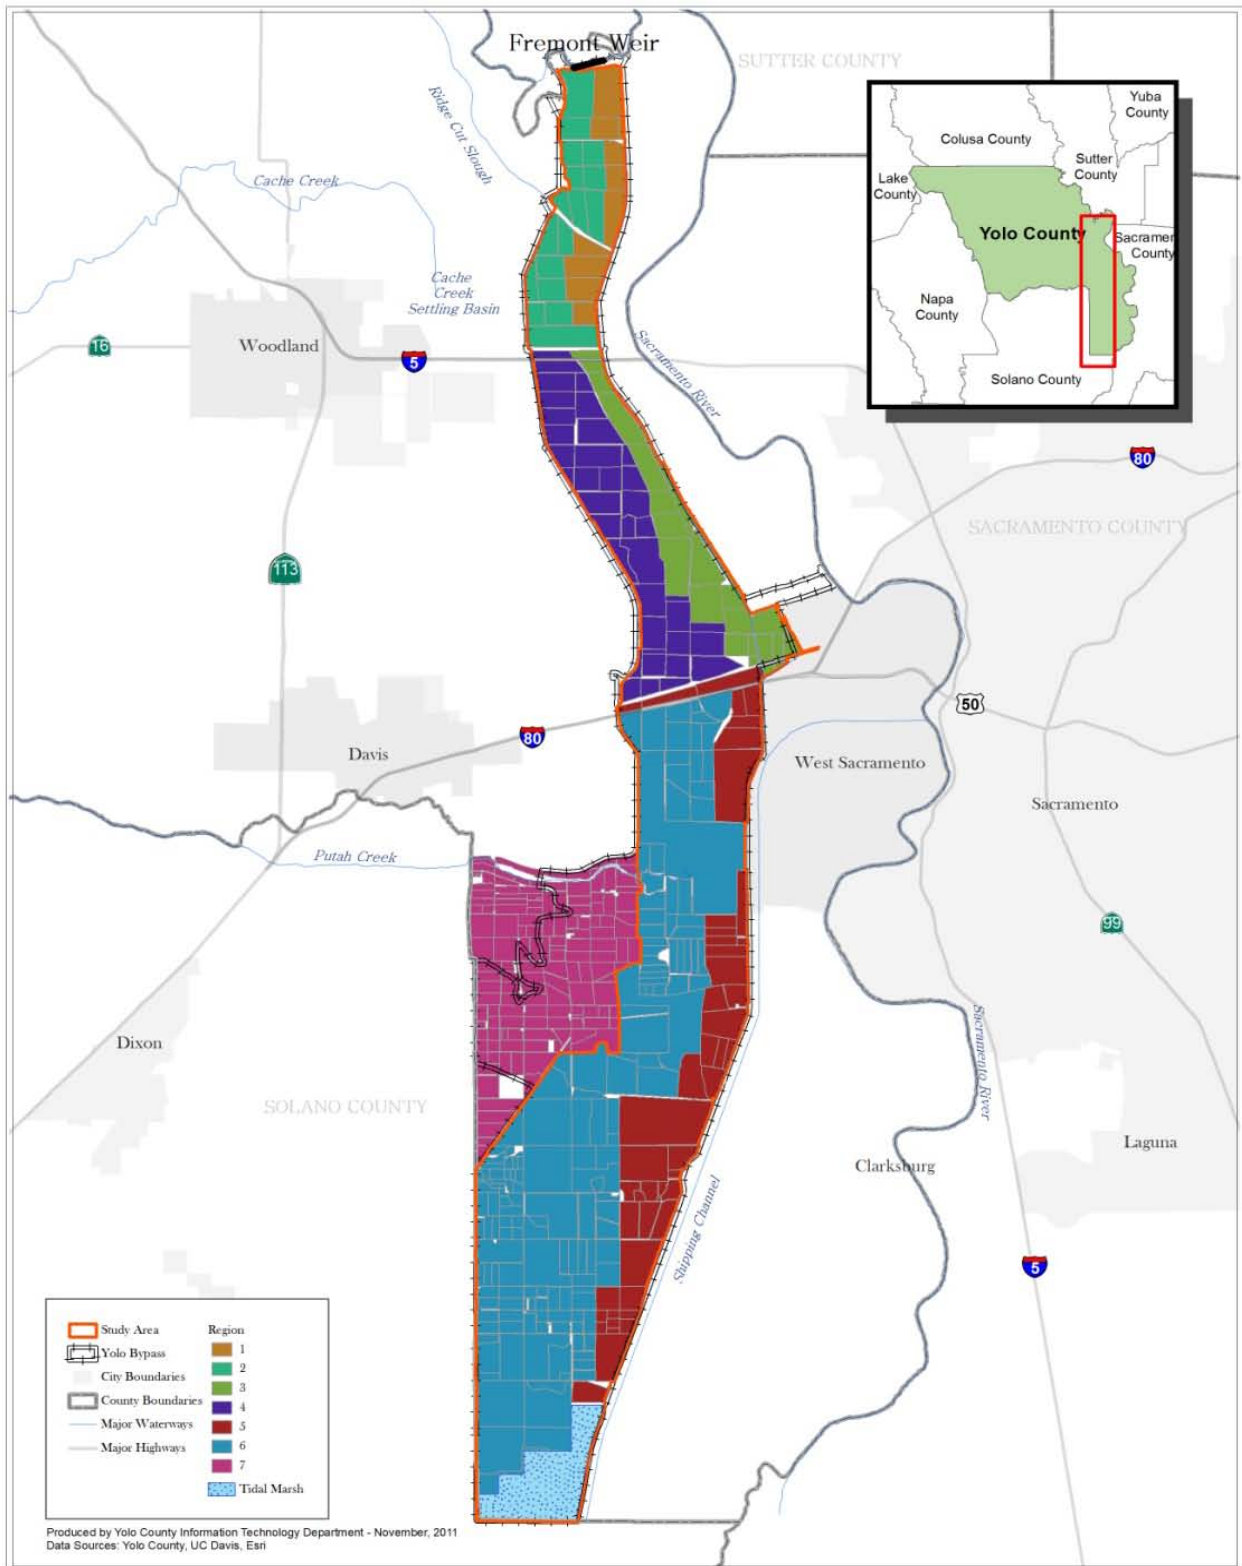 Fremont Weir
SUTTER COUNTY
Ridge Cut Slough
Cache Creek
Cache
Creek
Settling Basin
16
Woodland
5
Sacramento River
80
SACRAMENTO COUNTY
113
50
Davis
80
West Sacramento
Sacramento
Putah Creek
99
Dixon
Sacramento River
SOLANO COUNTY
Laguna
Clarksburg
Shipping Channel
5
Yuba
County
Colusa County
Sutter
County
Lake
County
Yolo County
Sacramen
County
Napa
County
Solano County
Study Area
Yolo Bypass
City Boundaries
County Boundaries
Major Waterways
Major Highways
Region
1
2
3
4
5
6
7
Tidal Marsh
Produced by Yolo County Information Technology Department - November, 2011
Data Sources: Yolo County, UC Davis, Esri